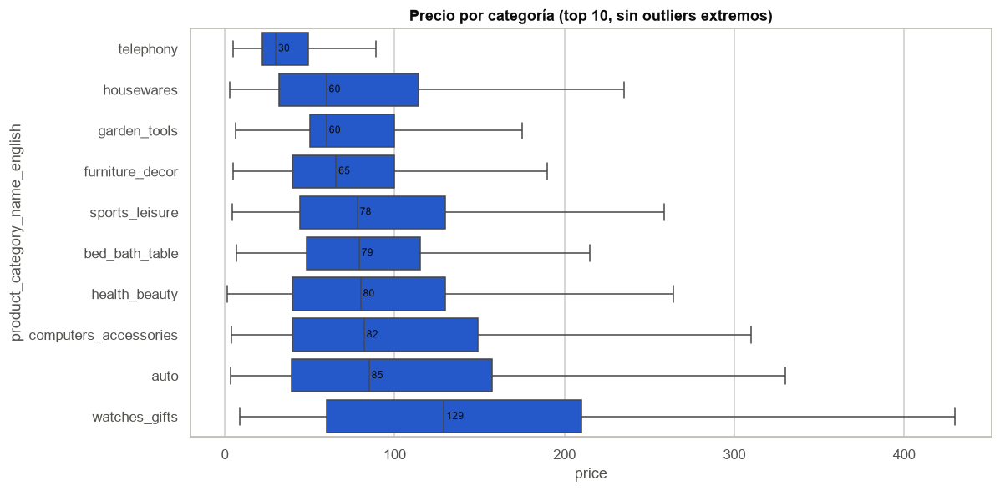 Precio por categoría (top 10, sin outliers extremos)
product_category_name_english
telephony 30
housewares 60
garden_tools 60
furniture_decor 65
sports_leisure 78
bed_bath_table 79
health_beauty 80
computers_accessories 82
auto 85
watches_gifts 129
0 100 200 300 400
price